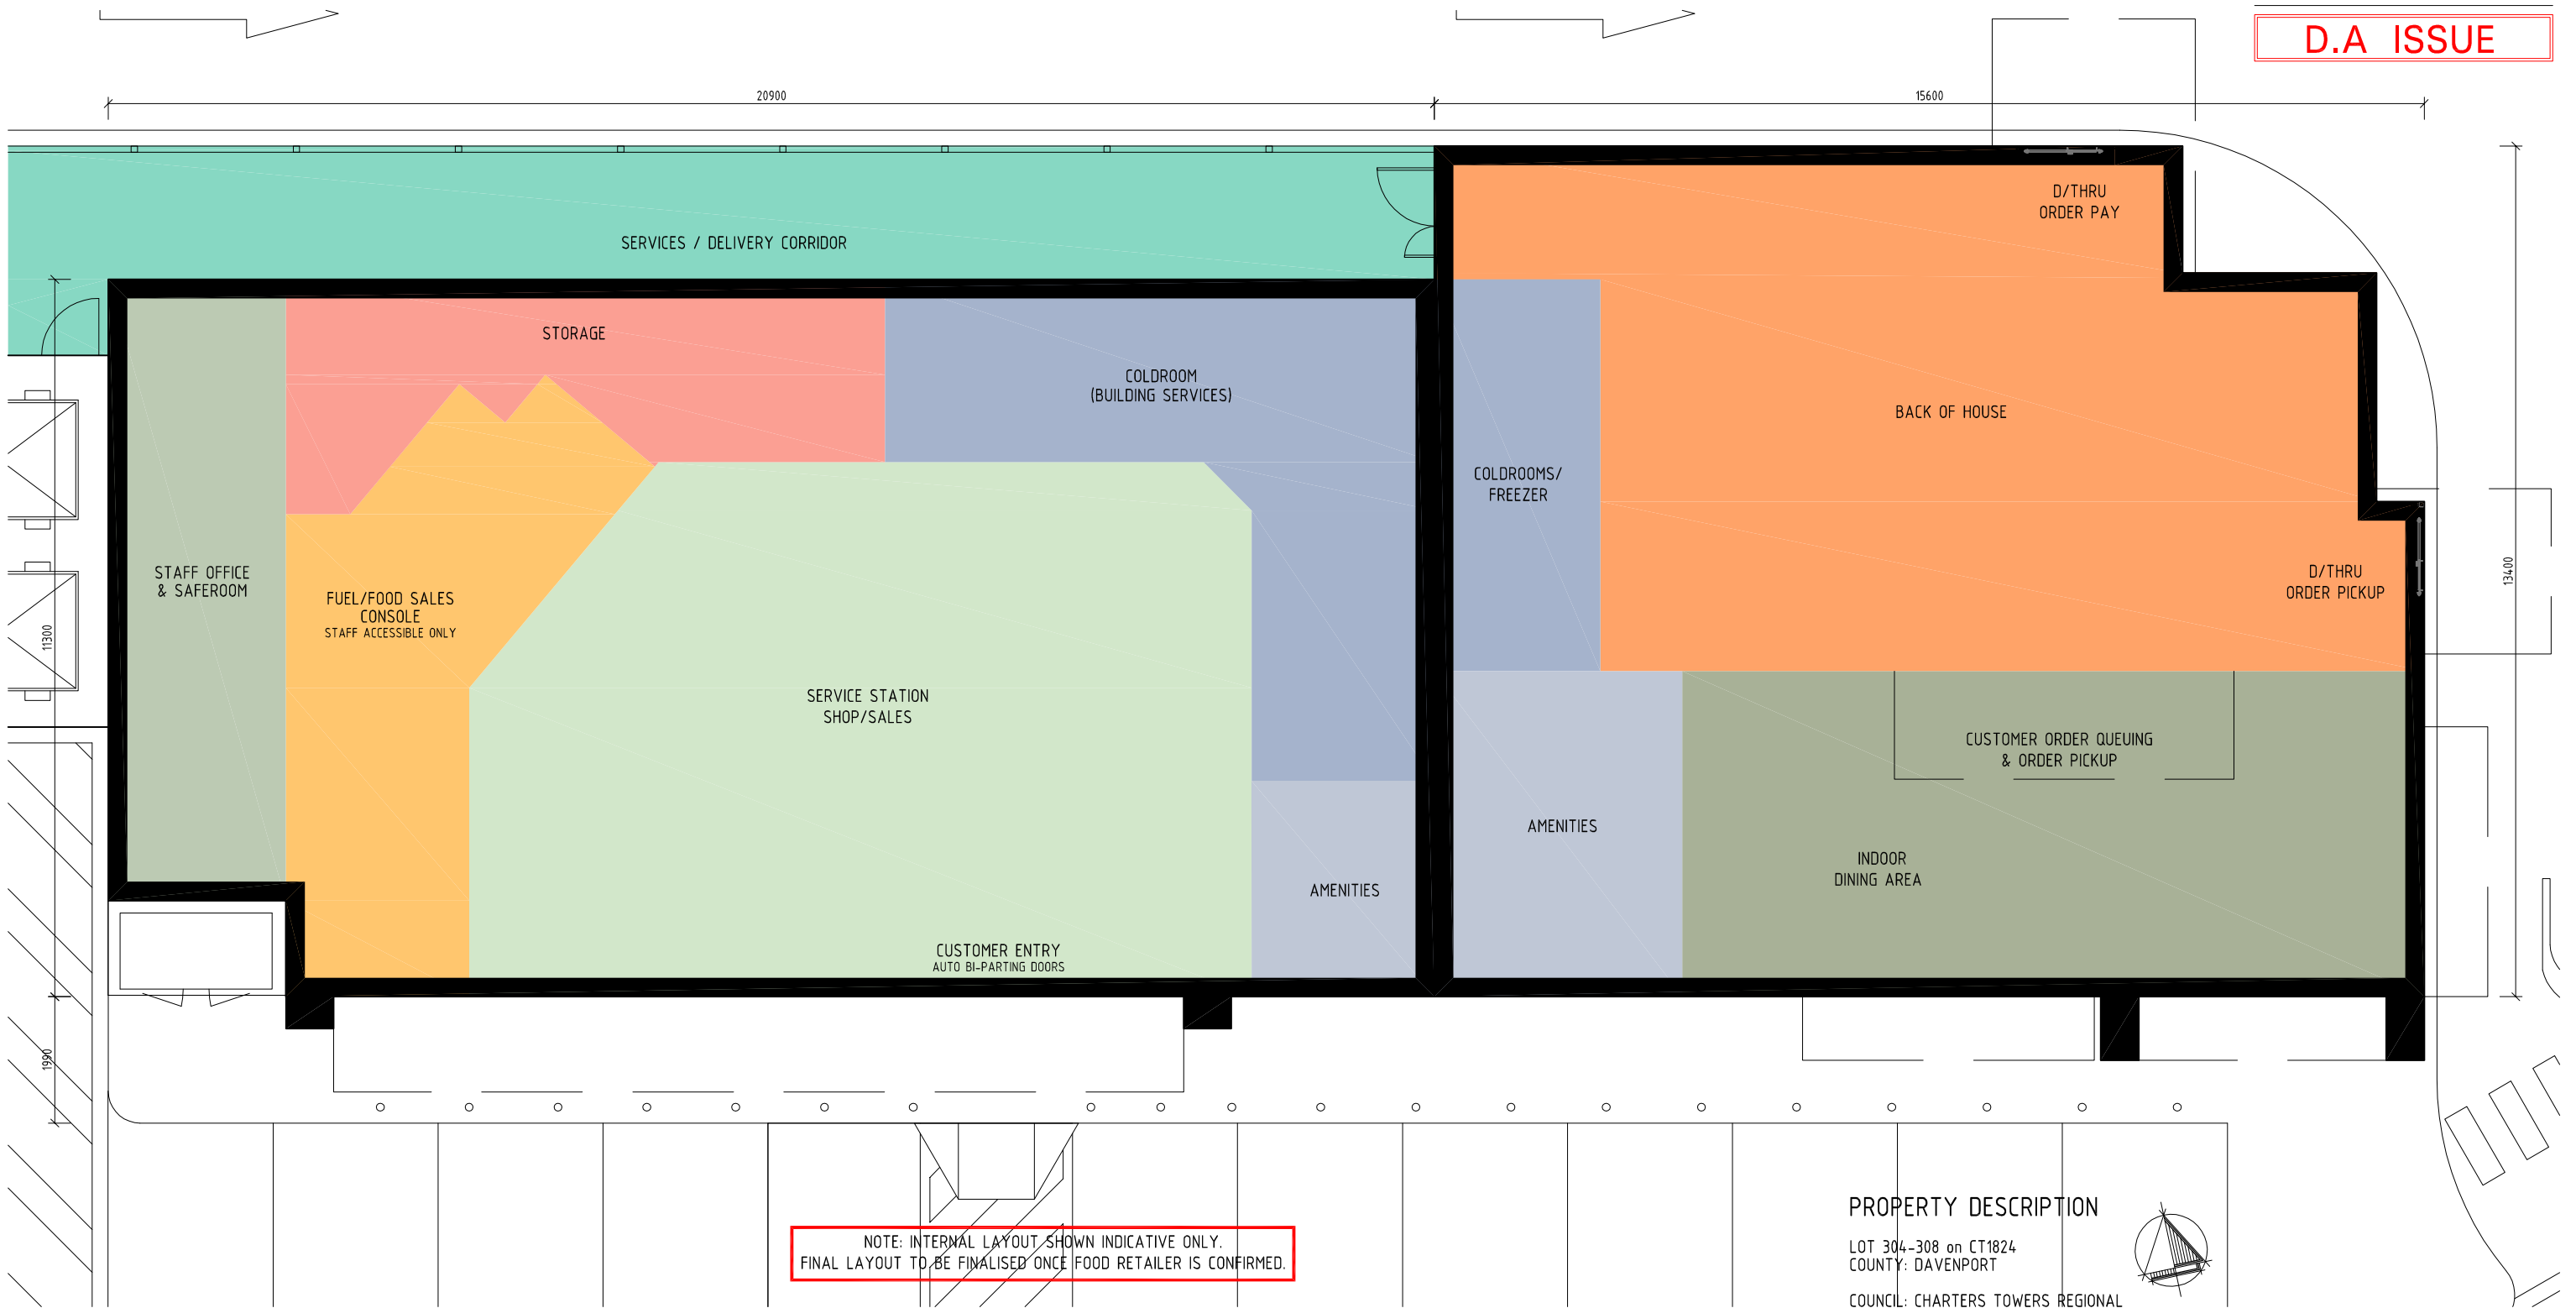 D.A ISSUE
20900
15600
SERVICES / DELIVERY CORRIDOR
D/THRU
ORDER PAY
STORAGE
COLDROOM
(BUILDING SERVICES)
BACK OF HOUSE
COLDROOMS/
FREEZER
STAFF OFFICE
& SAFEROOM
FUEL/FOOD SALES
CONSOLE
STAFF ACCESSIBLE ONLY
D/THRU
ORDER PICKUP
13400
11300
SERVICE STATION
SHOP/SALES
CUSTOMER ORDER QUEUING
& ORDER PICKUP
AMENITIES
INDOOR
DINING AREA
AMENITIES
CUSTOMER ENTRY
AUTO BI-PARTING DOORS
1990
NOTE: INTERNAL LAYOUT SHOWN INDICATIVE ONLY.
FINAL LAYOUT TO BE FINALISED ONCE FOOD RETAILER IS CONFIRMED.
PROPERTY DESCRIPTION
LOT 304-308 on CT1824
COUNTY: DAVENPORT
COUNCIL: CHARTERS TOWERS REGIONAL